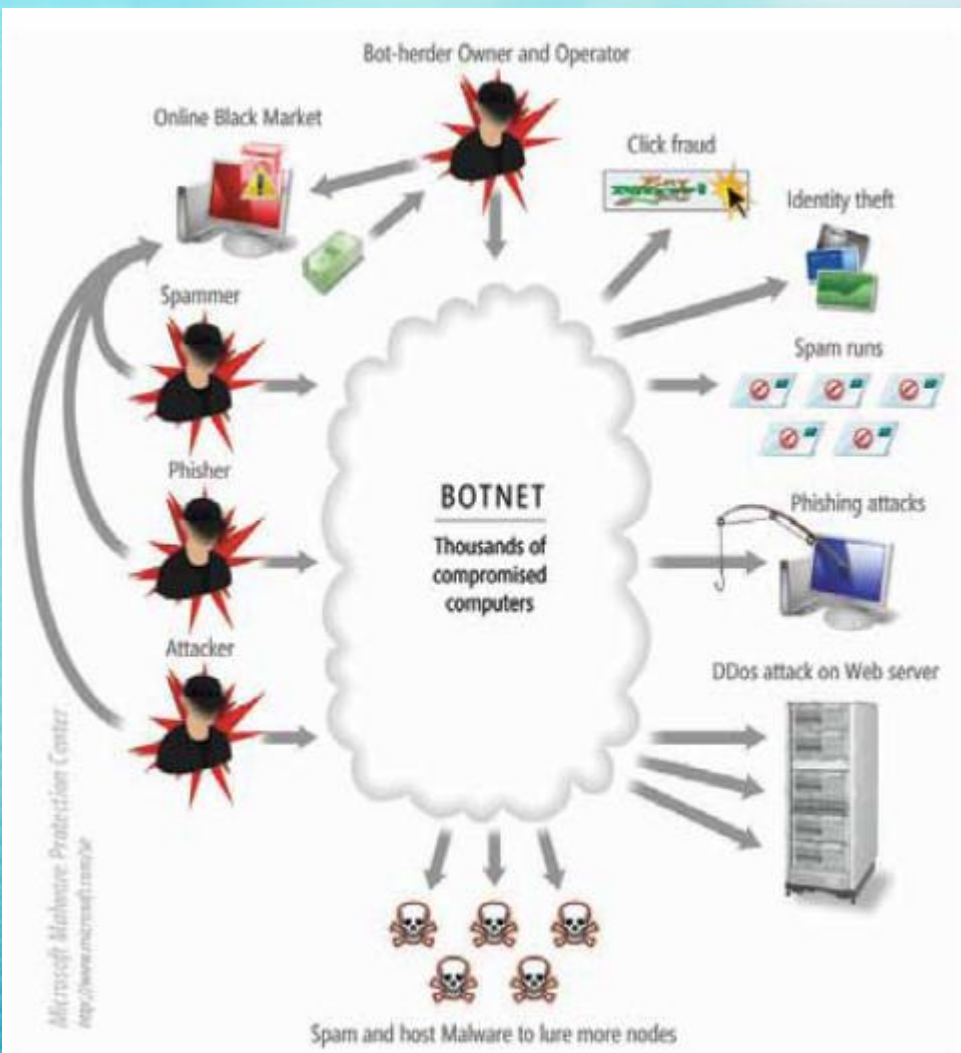 Bot-herder Owner and Operator
Online Black Market
Click fraud
Identity theft
Spammer
Spam runs
Phisher
BOTNET
Thousands of
compromised
computers
Phishing attacks
Attacker
DDos attack on Web server
Microsoft Malware Protection Center
Spam and host Malware to lure more nodes